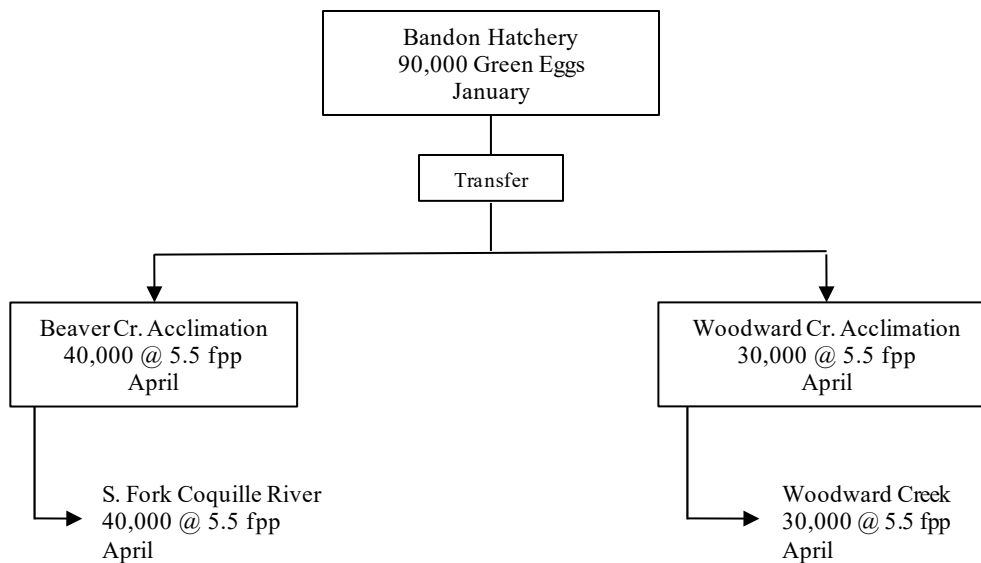 Bandon Hatchery
90,000 Green Eggs
January
Transfer
Beaver Cr. Acclimation
40,000 @ 5.5 fpp
April
Woodward Cr. Acclimation
30,000 @ 5.5 fpp
April
S. Fork Coquille River
40,000 @ 5.5 fpp
April
Woodward Creek
30,000 @ 5.5 fpp
April